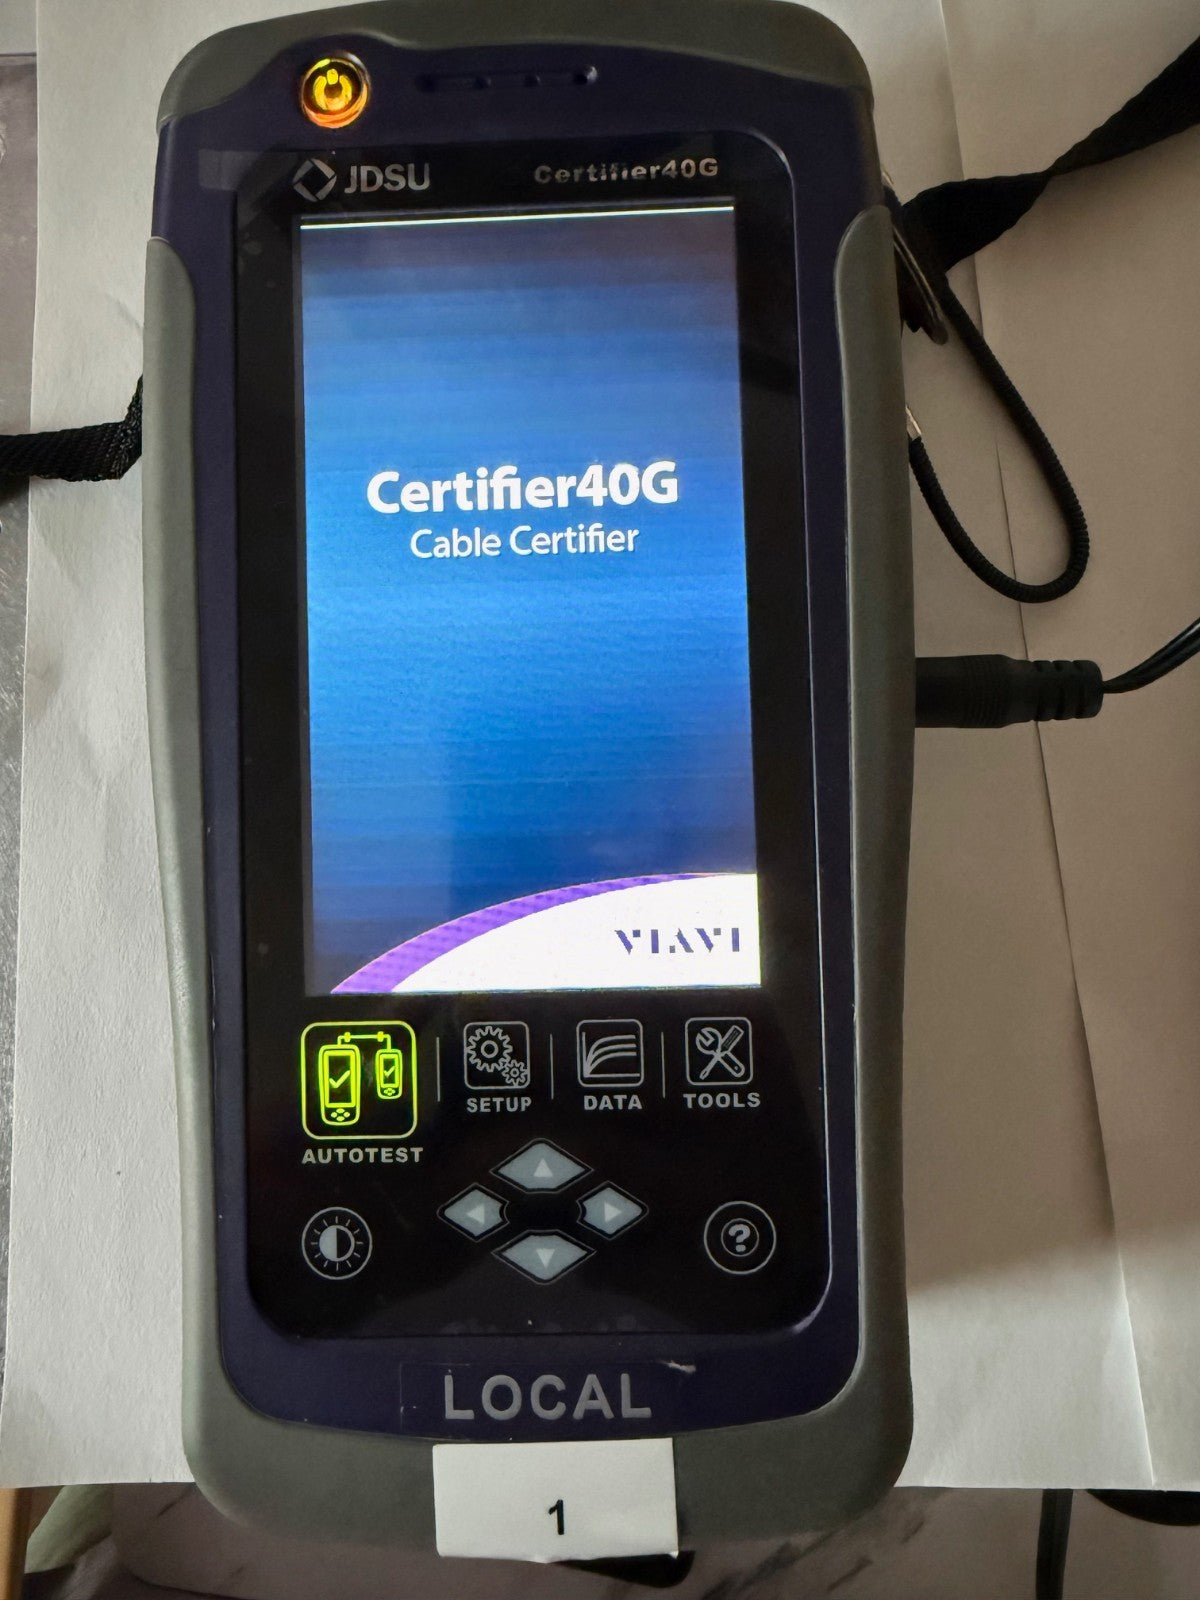 JDSU
Certifier40G
Certifier40G
Cable Certifier
VIAVI
SETUP
DATA
TOOLS
AUTOTEST
?
LOCAL
1